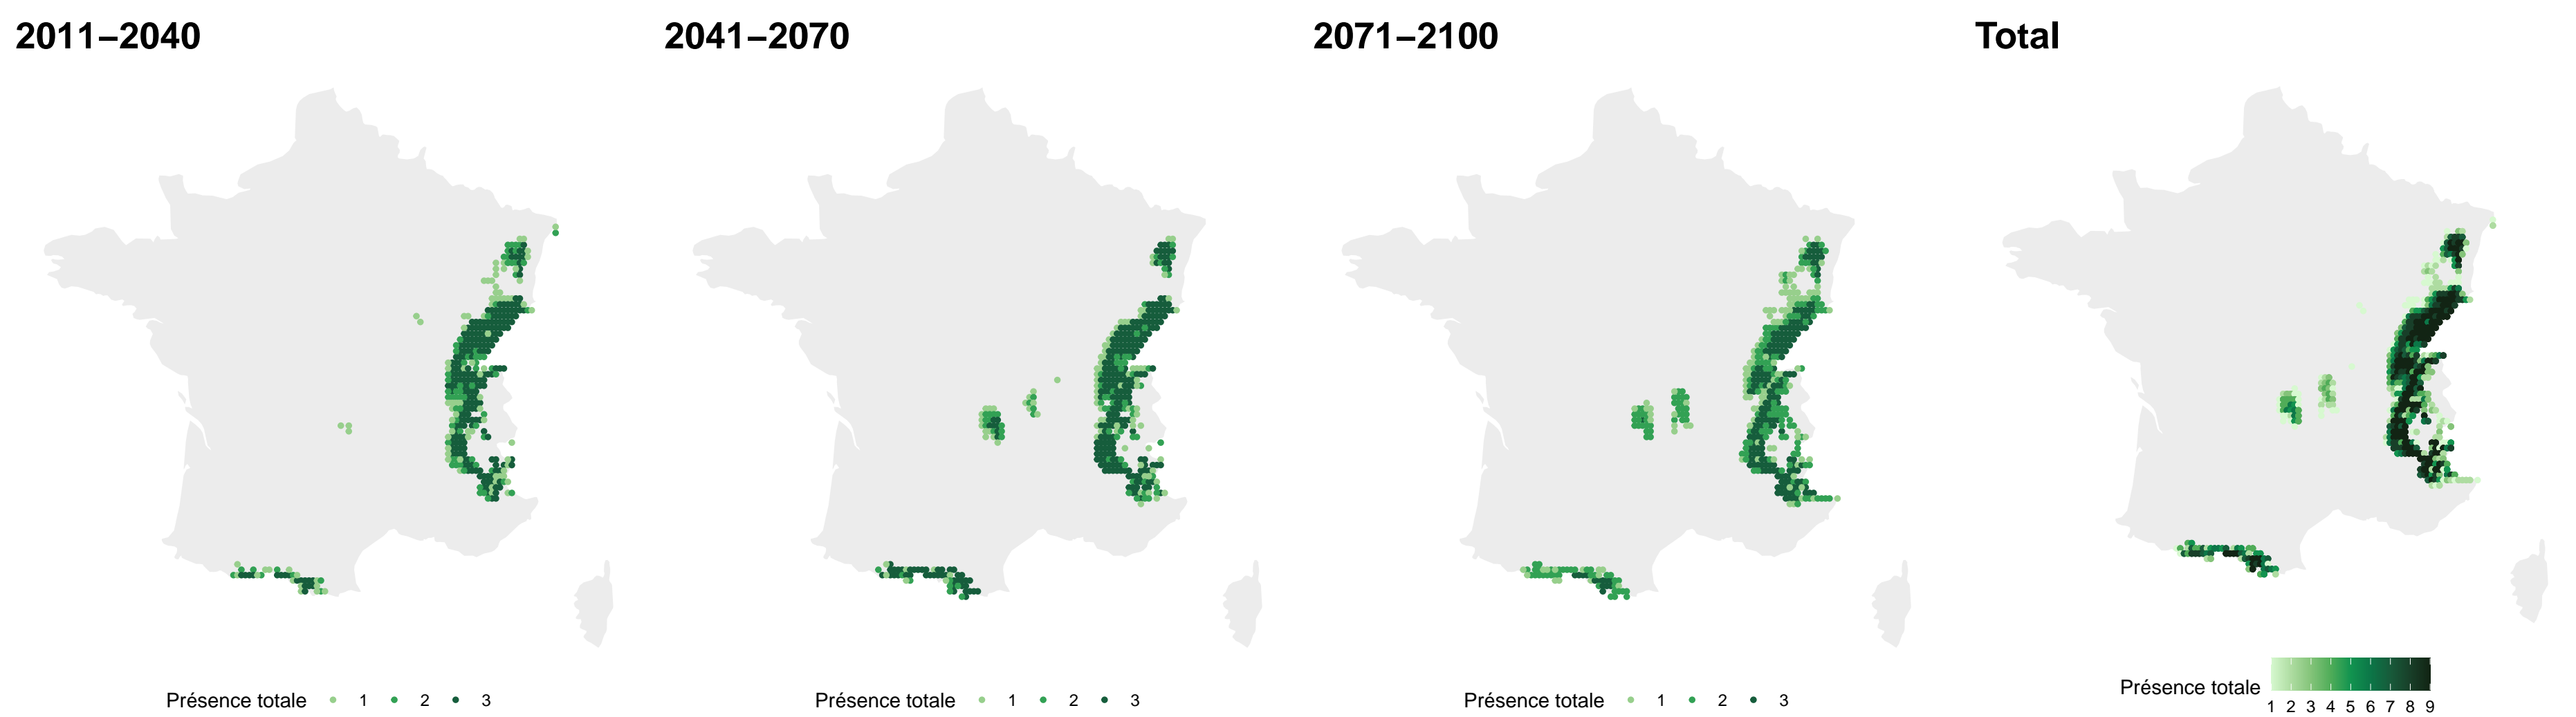 2011–2040 2041–2070 2071–2100 Total
Présence totale 1 2 3 Présence totale 1 2 3 Présence totale 1 2 3 Présence totale
1 2 3 4 5 6 7 8 9